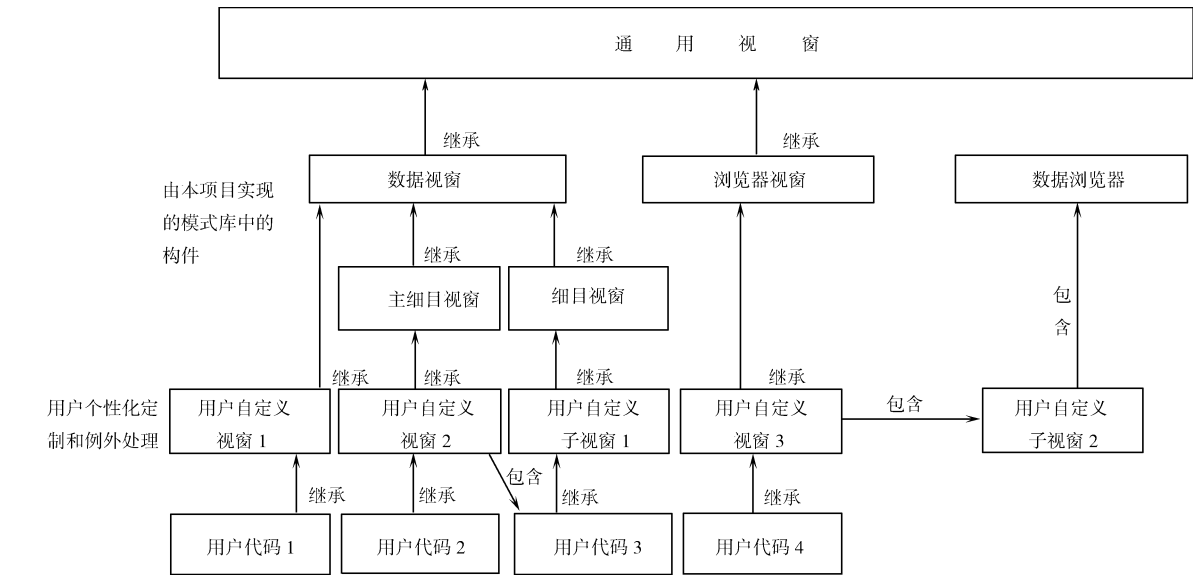 通 用 视 窗
继承
继承
数据视窗
浏览器视窗
数据浏览器
由本项目实现
的模式库中的
构件
继承
继承
主细目视窗
细目视窗
包
含
继承
继承
继承
继承
用户个性化定
制和例外处理
用户自定义
视窗 1
用户自定义
视窗 2
用户自定义
子视窗 1
用户自定义
视窗 3
包含
用户自定义
子视窗 2
继承
继承
包含
继承
继承
用户代码 1
用户代码 2
用户代码 3
用户代码 4